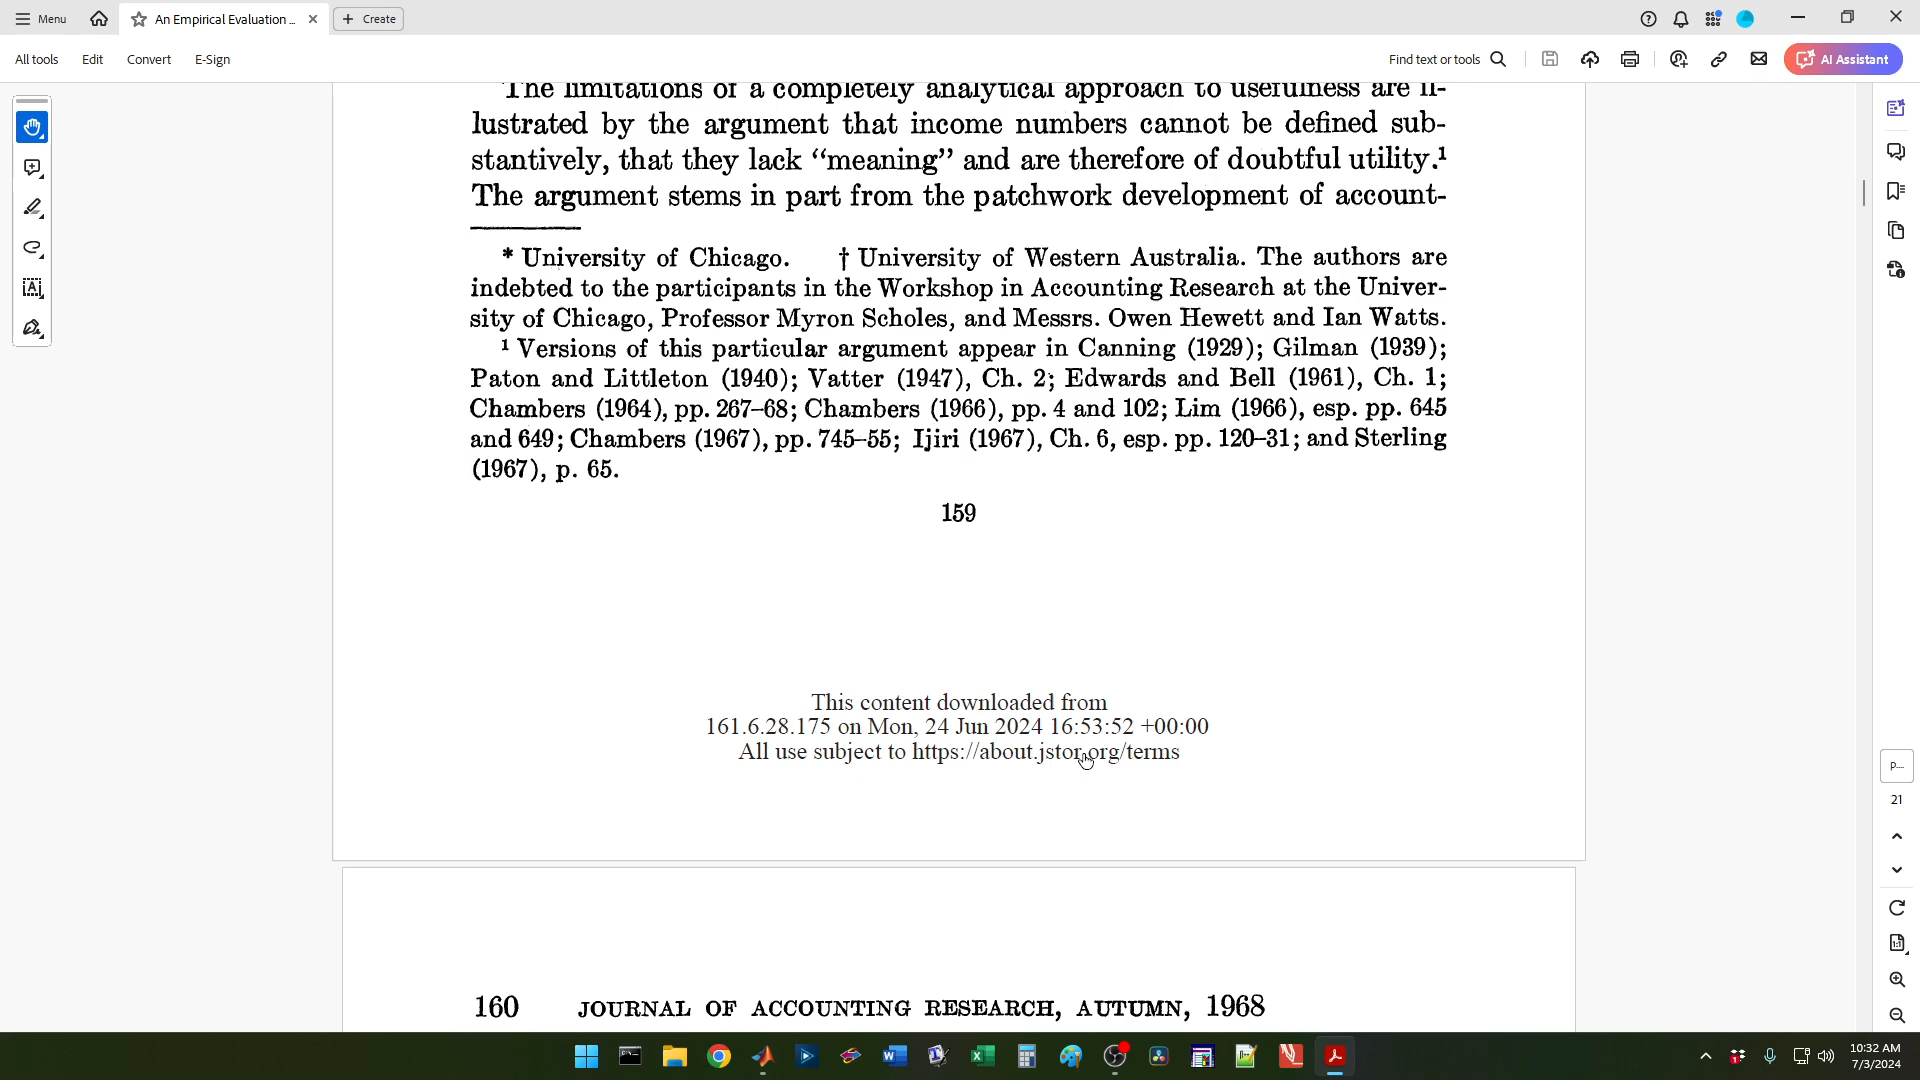 Menu
An Empirical Evaluation ...
Create
All tools
Edit
Convert
E-Sign
Find text or tools
AI Assistant
The limitations of a completely analytical approach to usefulness are il-
lustrated by the argument that income numbers cannot be defined sub-
stantively, that they lack “meaning” and are therefore of doubtful utility.¹
The argument stems in part from the patchwork development of account-
* University of Chicago. † University of Western Australia. The authors are
indebted to the participants in the Workshop in Accounting Research at the Univer-
sity of Chicago, Professor Myron Scholes, and Messrs. Owen Hewett and Ian Watts.
¹ Versions of this particular argument appear in Canning (1929); Gilman (1939);
Paton and Littleton (1940); Vatter (1947), Ch. 2; Edwards and Bell (1961), Ch. 1;
Chambers (1964), pp. 267–68; Chambers (1966), pp. 4 and 102; Lim (1966), esp. pp. 645
and 649; Chambers (1967), pp. 745–55; Ijiri (1967), Ch. 6, esp. pp. 120–31; and Sterling
(1967), p. 65.
159
This content downloaded from
161.6.28.175 on Mon, 24 Jun 2024 16:53:52 +00:00
All use subject to https://about.jstor.org/terms
P...
21
160 JOURNAL OF ACCOUNTING RESEARCH, AUTUMN, 1968
10:32 AM
7/3/2024